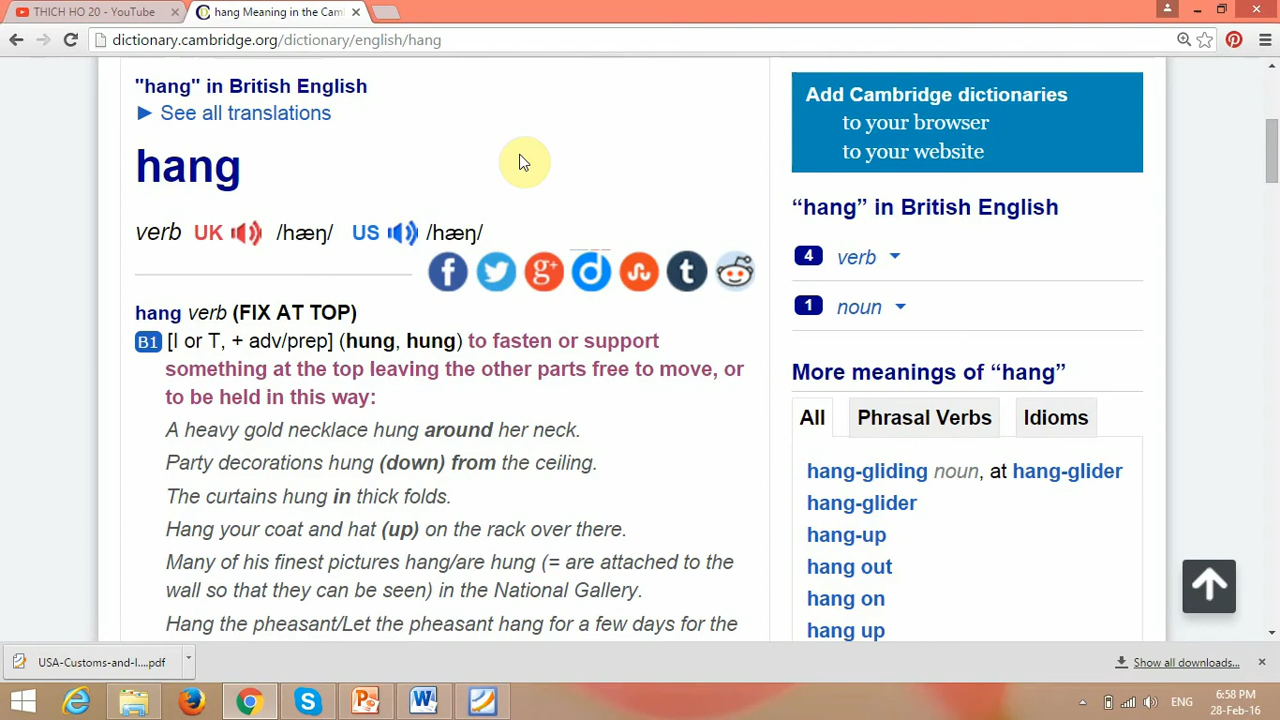 THICH HO 20 - YouTube
hang Meaning in the Cam
dictionary.cambridge.org/dictionary/english/hang
"hang" in British English
► See all translations
hang
verb UK /hæŋ/ US /hæŋ/
hang verb (FIX AT TOP)
B1 [I or T, + adv/prep] (hung, hung) to fasten or support
something at the top leaving the other parts free to move, or
to be held in this way:
A heavy gold necklace hung around her neck.
Party decorations hung (down) from the ceiling.
The curtains hung in thick folds.
Hang your coat and hat (up) on the rack over there.
Many of his finest pictures hang/are hung (= are attached to the
wall so that they can be seen) in the National Gallery.
Hang the pheasant/Let the pheasant hang for a few days for the
Add Cambridge dictionaries
to your browser
to your website
“hang” in British English
4 verb
1 noun
More meanings of “hang”
All Phrasal Verbs Idioms
hang-gliding noun, at hang-glider
hang-glider
hang-up
hang out
hang on
hang up
USA-Customs-and-I....pdf
Show all downloads...
ENG
6:58 PM
28-Feb-16